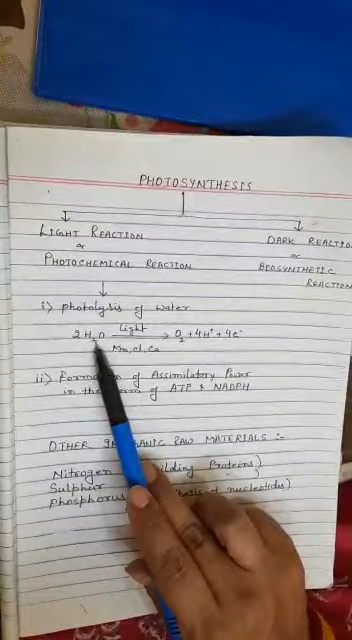 PHOTOSYNTHESIS
LIGHT REACTION
or
PHOTOCHEMICAL REACTION
DARK REACTION
or
BIOSYNTHETIC
REACTION
i) photolysis of water
2H₂O light → O₂ + 4H⁺ + 4e⁻
Mn, Cl, Ca
ii) Formation of Assimilatory Power
in the form of ATP & NADPH
OTHER INORGANIC RAW MATERIALS :-
Nitrogen Proteins)
Sulphur
phosphorus of nucleotides)